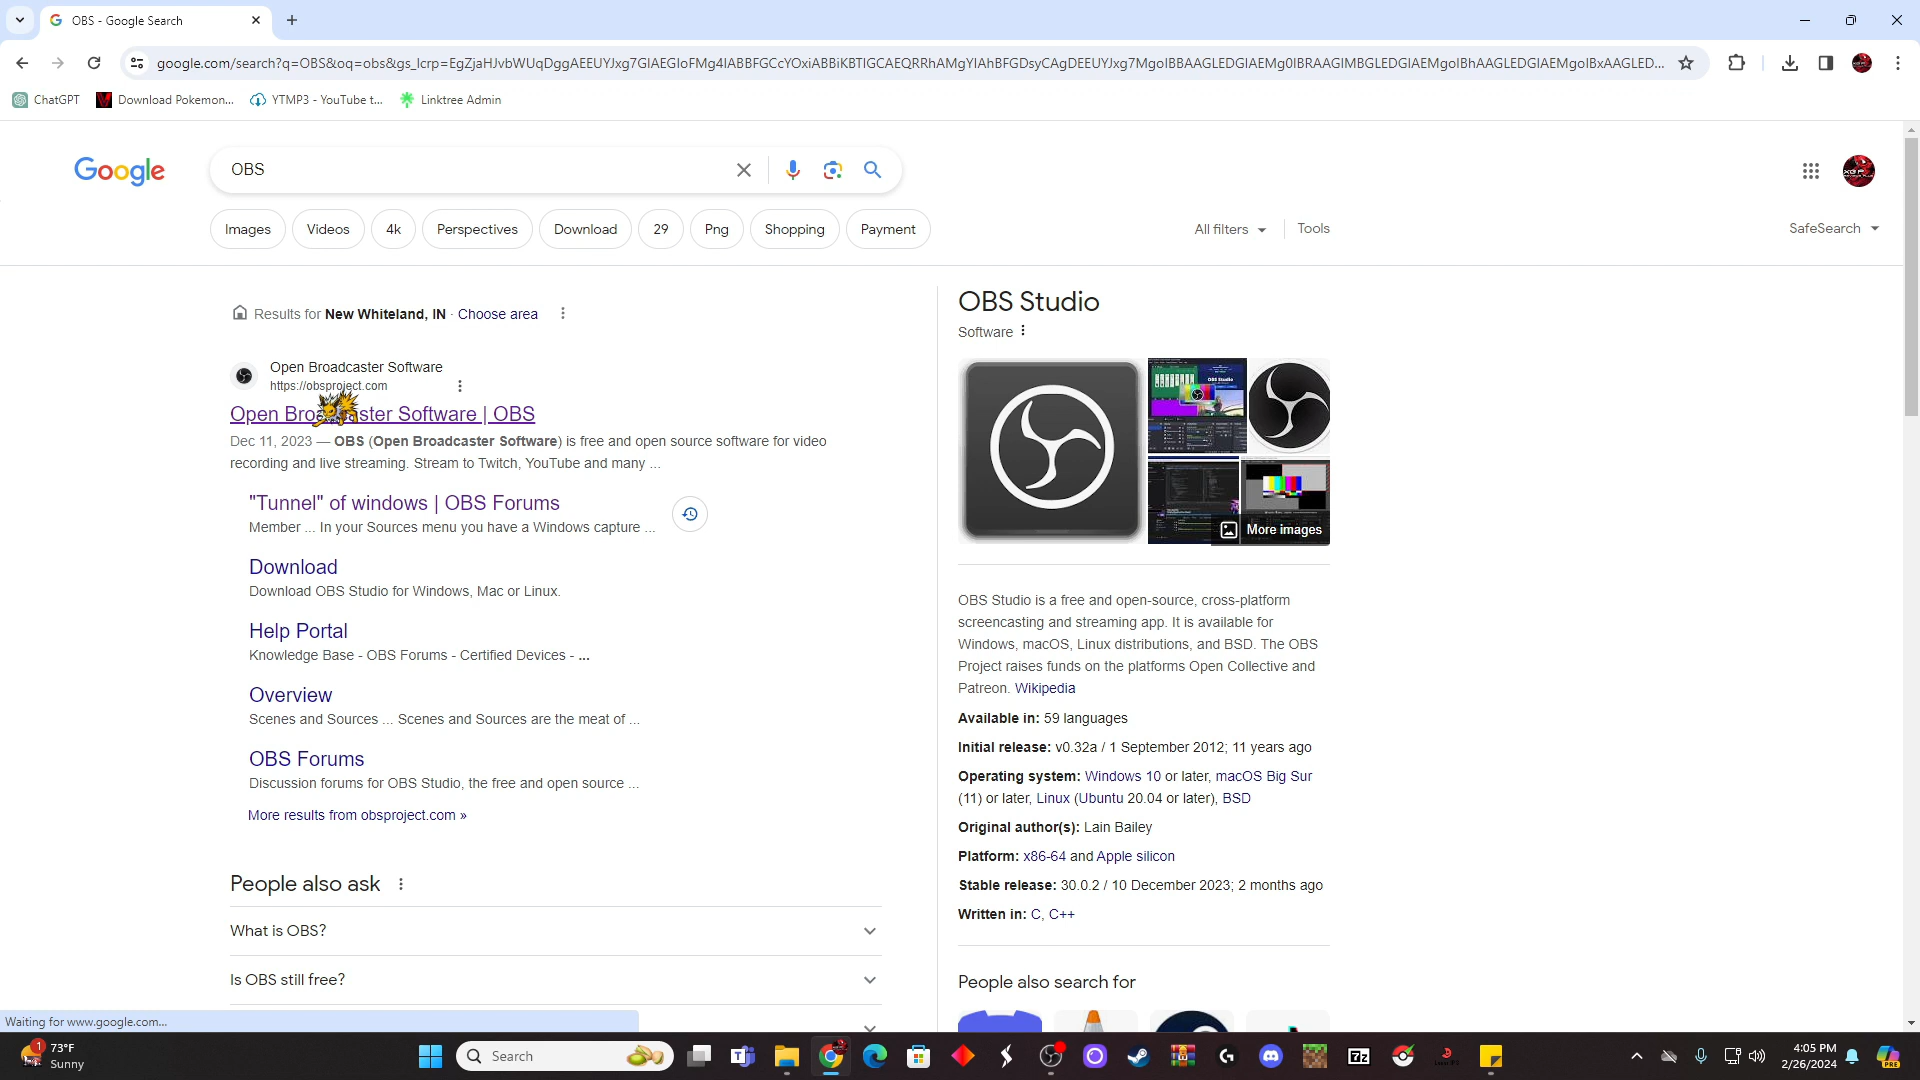 OBS - Google Search
google.com/search?q=OBS&oq=obs&gs_lcrp=
ChatGPT
Download Pokemon...
YTMP3 - YouTube t...
Linktree Admin
Google
OBS
Images
Videos
4k
Perspectives
Download
29
Png
Shopping
Payment
All filters
Tools
SafeSearch
Results for New Whiteland, IN · Choose area
Open Broadcaster Software
https://obsproject.com
Open Broadcaster Software | OBS
Dec 11, 2023 — OBS (Open Broadcaster Software) is free and open source software for video
recording and live streaming. Stream to Twitch, YouTube and many ...
"Tunnel" of windows | OBS Forums
Member ... In your Sources menu you have a Windows capture ...
Download
Download OBS Studio for Windows, Mac or Linux.
Help Portal
Knowledge Base - OBS Forums - Certified Devices - ...
Overview
Scenes and Sources ... Scenes and Sources are the meat of ...
OBS Forums
Discussion forums for OBS Studio, the free and open source ...
More results from obsproject.com »
People also ask
What is OBS?
Is OBS still free?
OBS Studio
Software
More images
OBS Studio is a free and open-source, cross-platform
screencasting and streaming app. It is available for
Windows, macOS, Linux distributions, and BSD. The OBS
Project raises funds on the platforms Open Collective and
Patreon. Wikipedia
Available in: 59 languages
Initial release: v0.32a / 1 September 2012; 11 years ago
Operating system: Windows 10 or later, macOS Big Sur
(11) or later, Linux (Ubuntu 20.04 or later), BSD
Original author(s): Lain Bailey
Platform: x86-64 and Apple silicon
Stable release: 30.0.2 / 10 December 2023; 2 months ago
Written in: C, C++
People also search for
Waiting for www.google.com...
1
73°F
Sunny
Search
7z
4:05 PM
2/26/2024
PRE